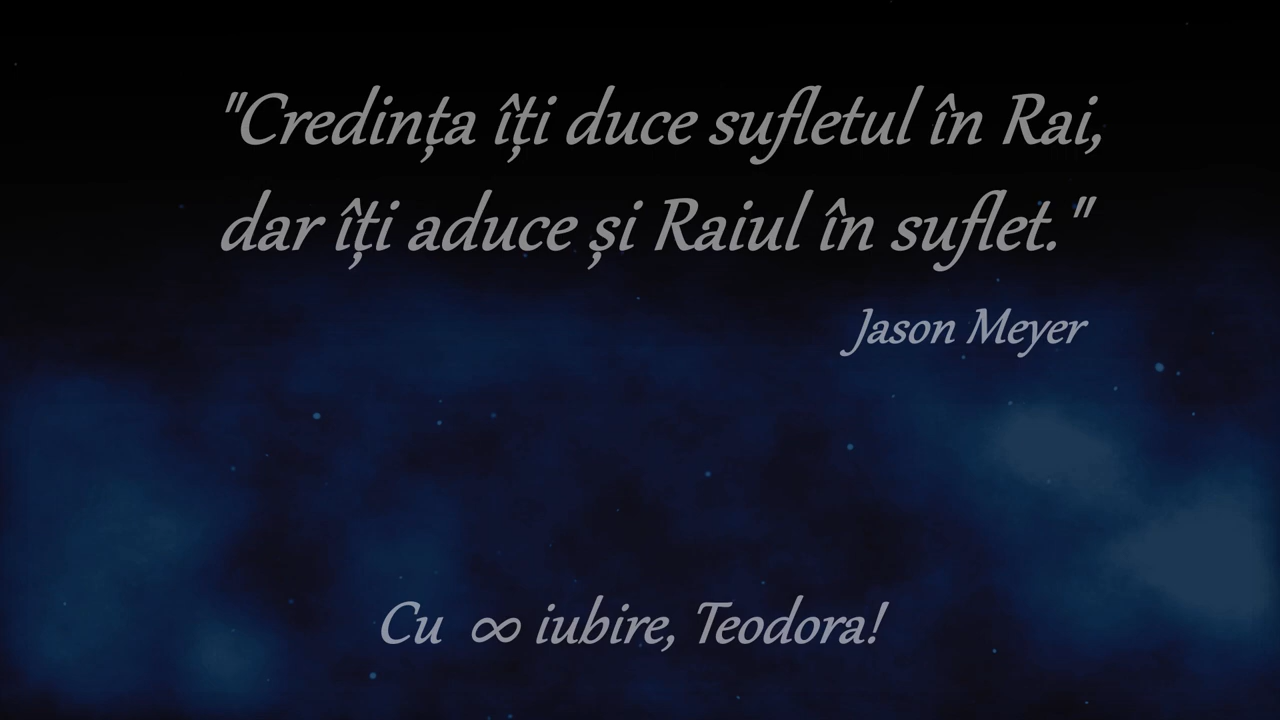 "Credința îți duce sufletul în Rai,
dar îți aduce și Raiul în suflet."
Jason Meyer
Cu ∞ iubire, Teodora!